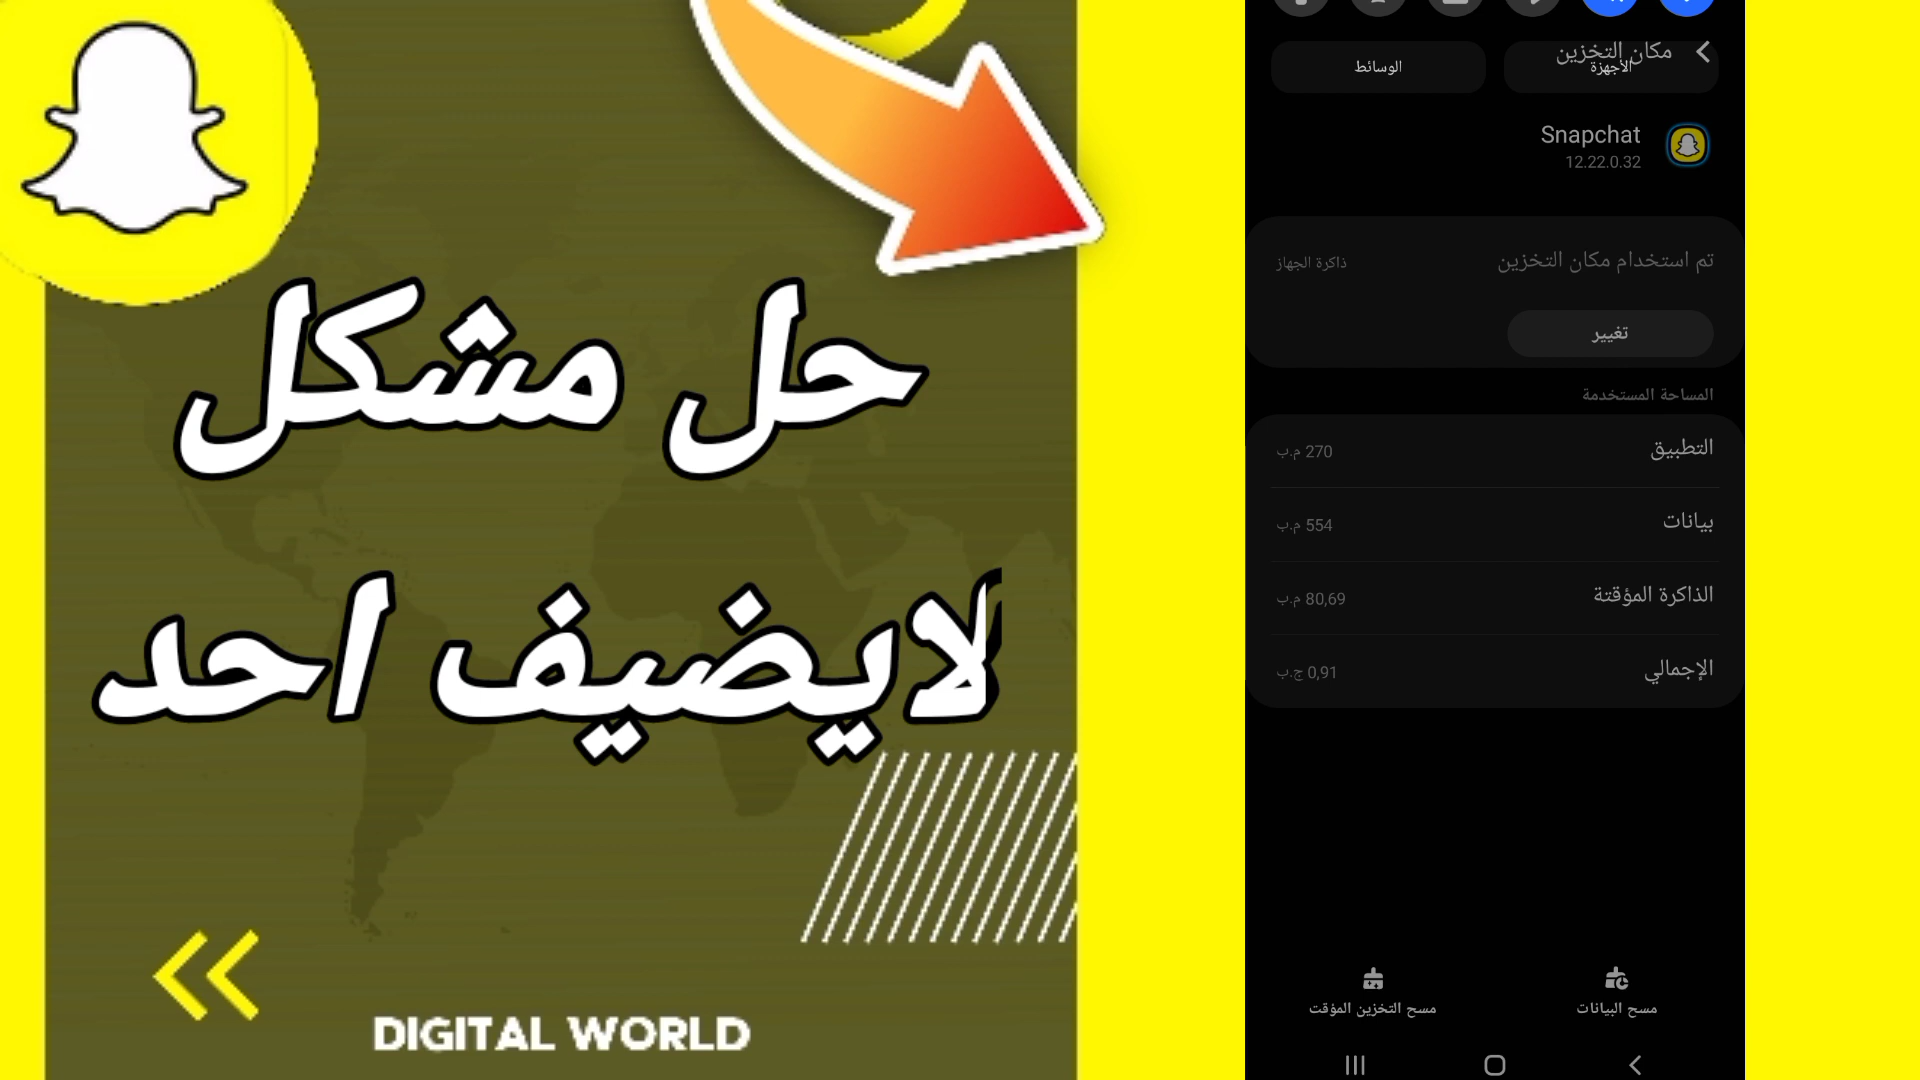 حل مشكل
لايضيف احد
DIGITAL WORLD
مكان التخزين
الأجهزة
الوسائط
Snapchat
12.22.0.32
تم استخدام مكان التخزين
ذاكرة الجهاز
تغيير
المساحة المستخدمة
التطبيق
270 م.ب
بيانات
554 م.ب
الذاكرة المؤقتة
80,69 م.ب
الإجمالي
0,91 ج.ب
مسح البيانات
مسح التخزين المؤقت